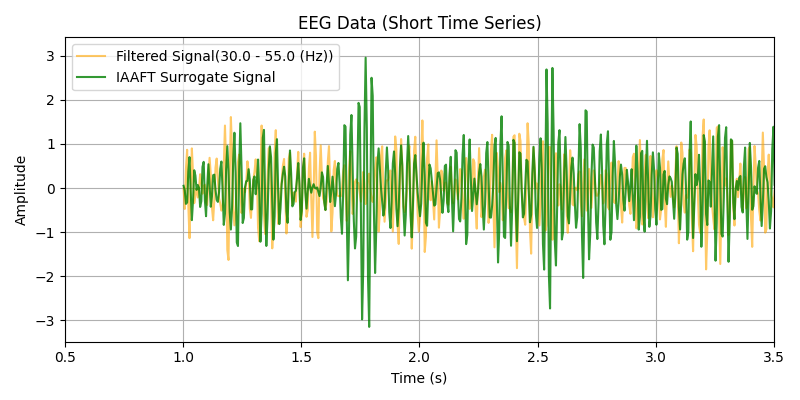 EEG Data (Short Time Series)
Filtered Signal(30.0 - 55.0 (Hz))
IAAFT Surrogate Signal
Amplitude
3
2
1
0
−1
−2
−3
0.5 1.0 1.5 2.0 2.5 3.0 3.5
Time (s)